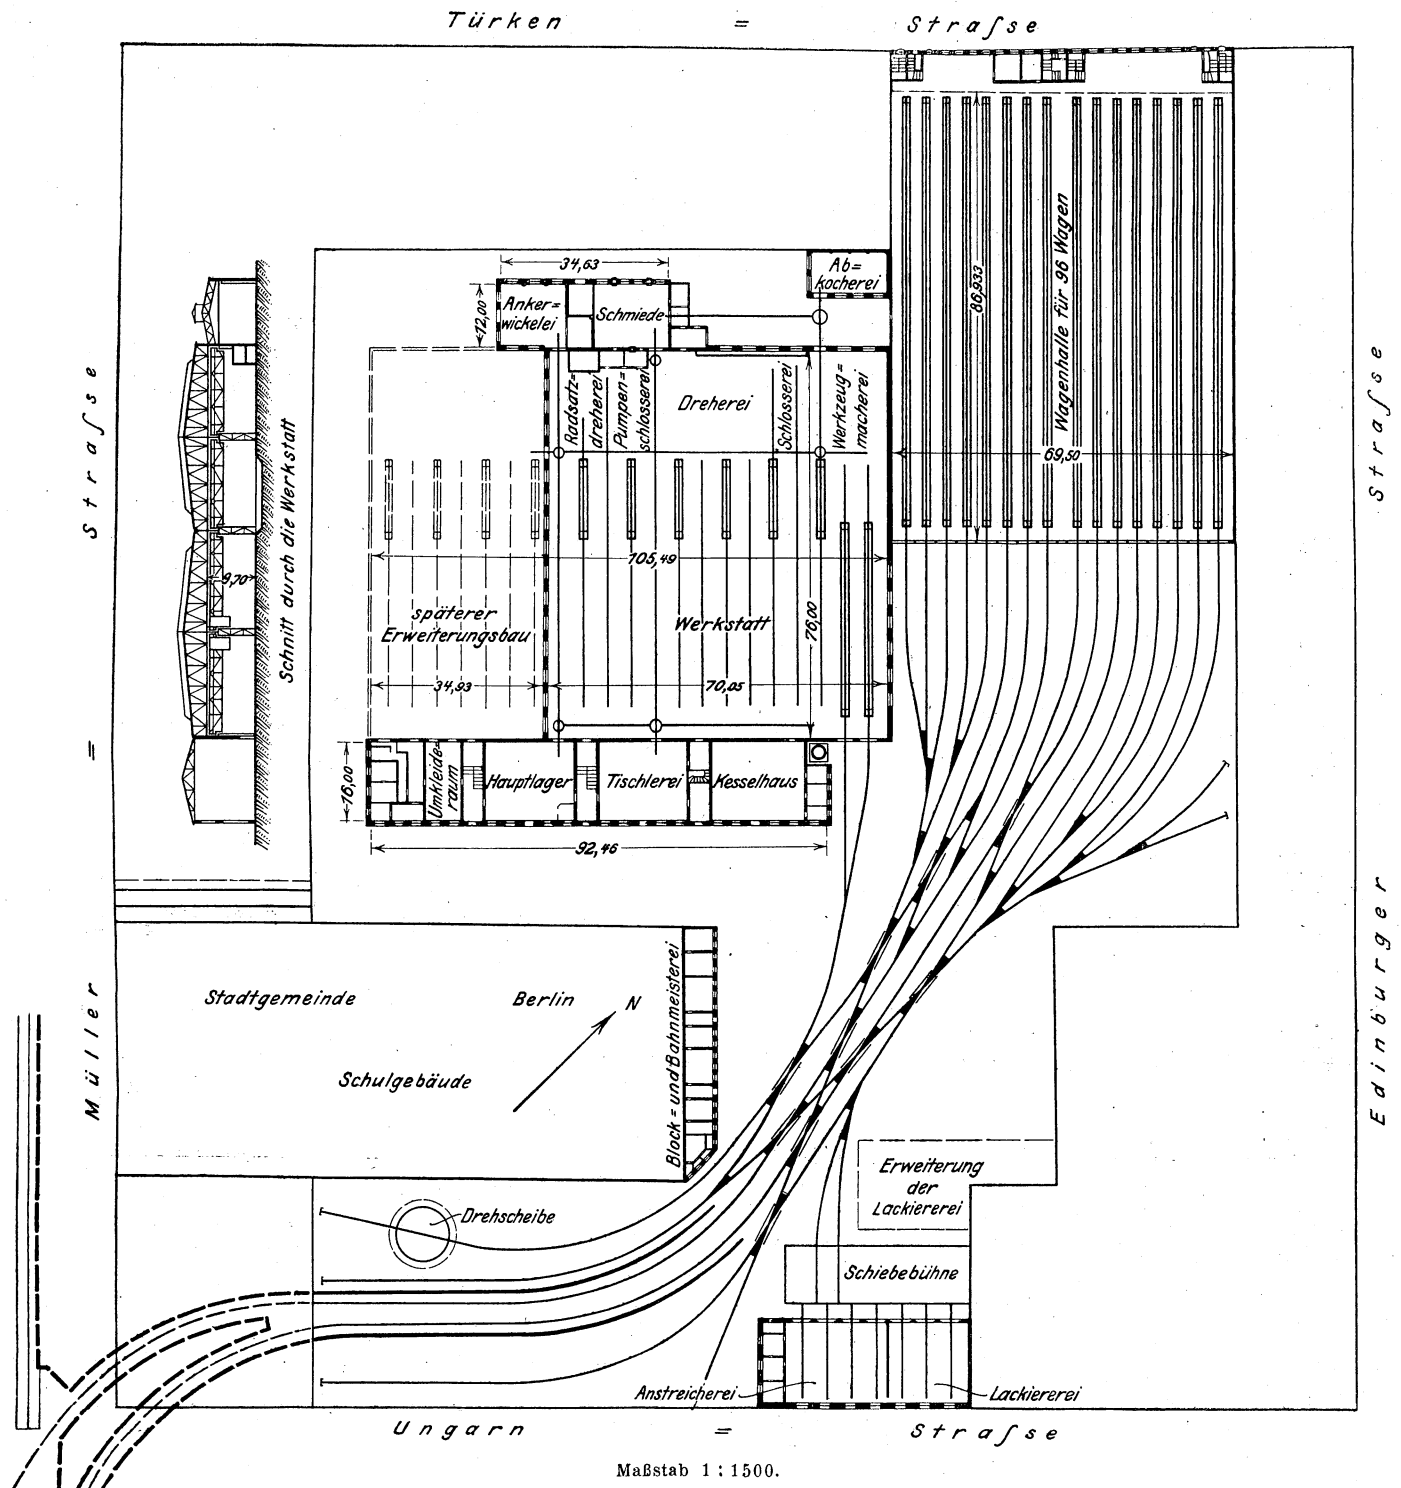 Türken = Straſse
34,63
Ab=
kocherei
Anker=
wickelei
Schmiede
12,00
86,933
Wagenhalle für 96 Wagen
69,50
Radsatz=
dreherei
Pumpen=
schlosserei
Dreherei
Schlosserei
Werkzeug=
macherei
Müller = Straſse
Schnitt durch die Werkstatt
9,70
105,49
späterer
Erweiterungsbau
Werkstatt
76,00
34,93
70,05
16,00
Umkleide=
raum
Hauptlager
Tischlerei
Kesselhaus
92,46
Edinburger Straſse
Stadtgemeinde Berlin
N
Schulgebäude
Block= und Bahnmeisterei
Drehscheibe
Erweiterung
der
Lackiererei
Schiebebühne
Anstreicherei
Lackiererei
Ungarn = Straſse
Maßstab 1 : 1500.